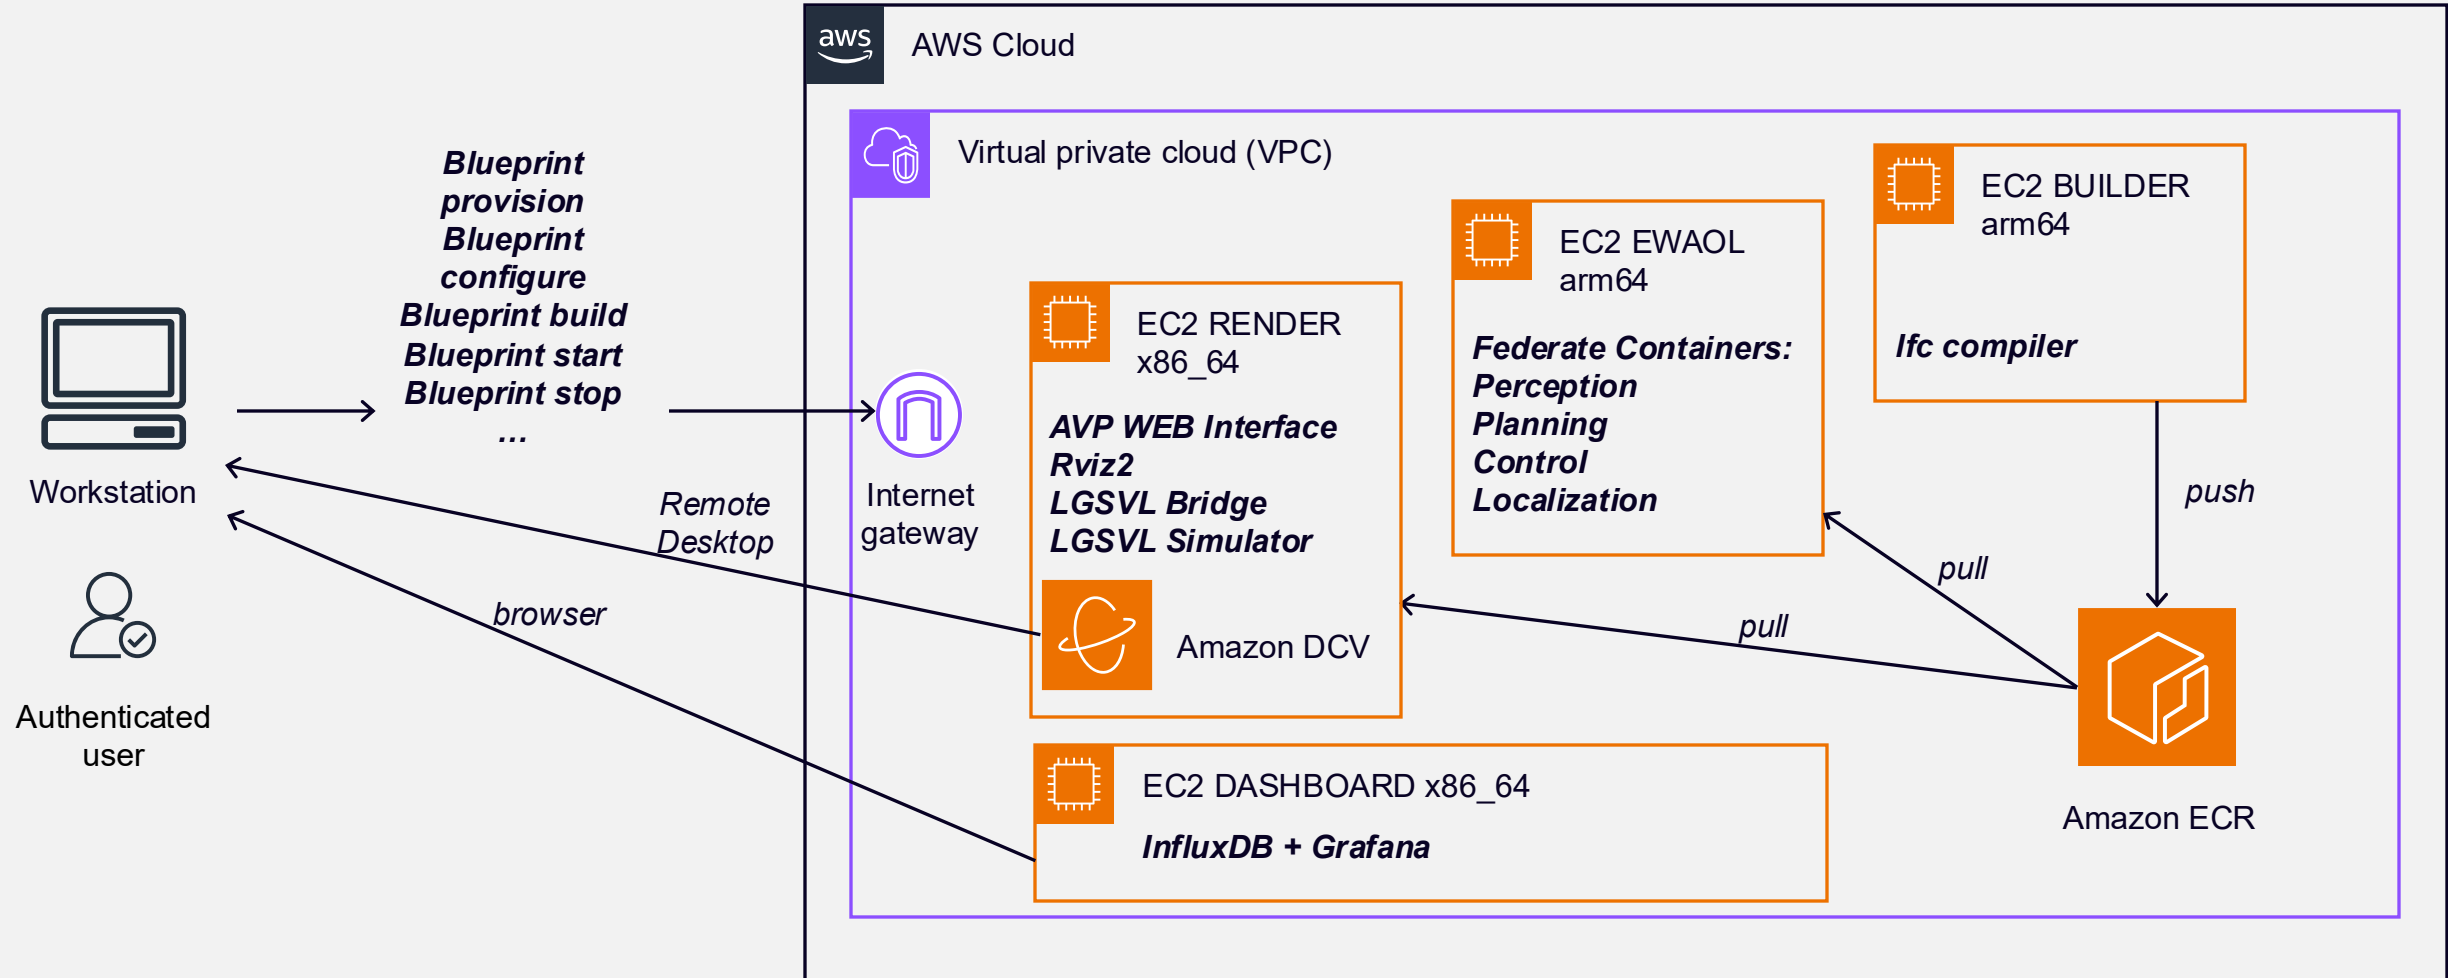 aws
AWS Cloud
Virtual private cloud (VPC)
Blueprint
provision
Blueprint
configure
Blueprint build
Blueprint start
Blueprint stop
...
Workstation
Authenticated
user
Remote
Desktop
browser
Internet
gateway
EC2 RENDER
x86_64
AVP WEB Interface
Rviz2
LGSVL Bridge
LGSVL Simulator
Amazon DCV
EC2 EWAOL
arm64
Federate Containers:
Perception
Planning
Control
Localization
EC2 BUILDER
arm64
lfc compiler
push
pull
pull
Amazon ECR
EC2 DASHBOARD x86_64
InfluxDB + Grafana